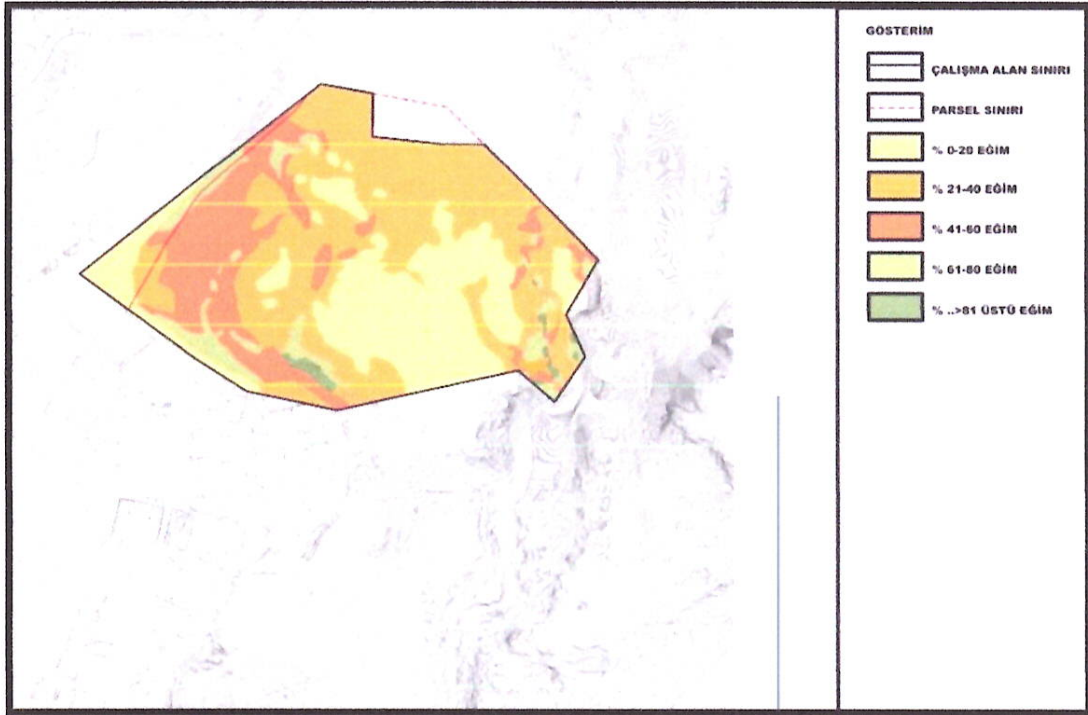 GÖSTERİM
ÇALIŞMA ALAN SINIRI
PARSEL SINIRI
% 0-20 EĞİM
% 21-40 EĞİM
% 41-60 EĞİM
% 61-80 EĞİM
% ..>81 ÜSTÜ EĞİM